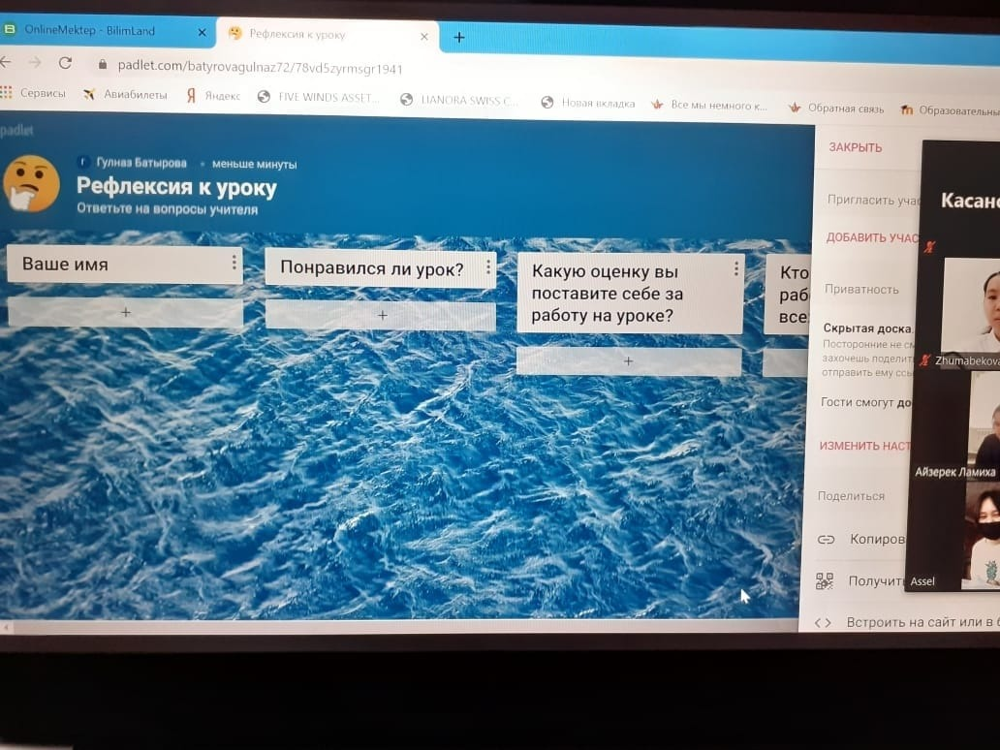 OnlineMektep - BilimLand
Рефлексия к уроку
padlet.com/batyrovagulnaz72/78vd5zyrmsgr1941
Сервисы
Авиабилеты
Яндекс
FIVE WINDS ASSET...
LIANORA SWISS C...
Новая вкладка
Все мы немного к...
Обратная связь
Образовательны
padlet
Гулназ Батырова • меньше минуты
Рефлексия к уроку
Ответьте на вопросы учителя
Ваше имя
Понравился ли урок?
Какую оценку вы
поставите себе за
работу на уроке?
Кто
раб
все
ЗАКРЫТЬ
Пригласить учас
ДОБАВИТЬ УЧАС
Приватность
Скрытая доска.
Посторонние не см
захочешь поделит
отправить ему ссы
Гости смогут до
ИЗМЕНИТЬ НАСТ
Поделиться
Копиров
Получить
Встроить на сайт или в б
Касано
Zhumabekova
Айзерек Ламиха
Assel